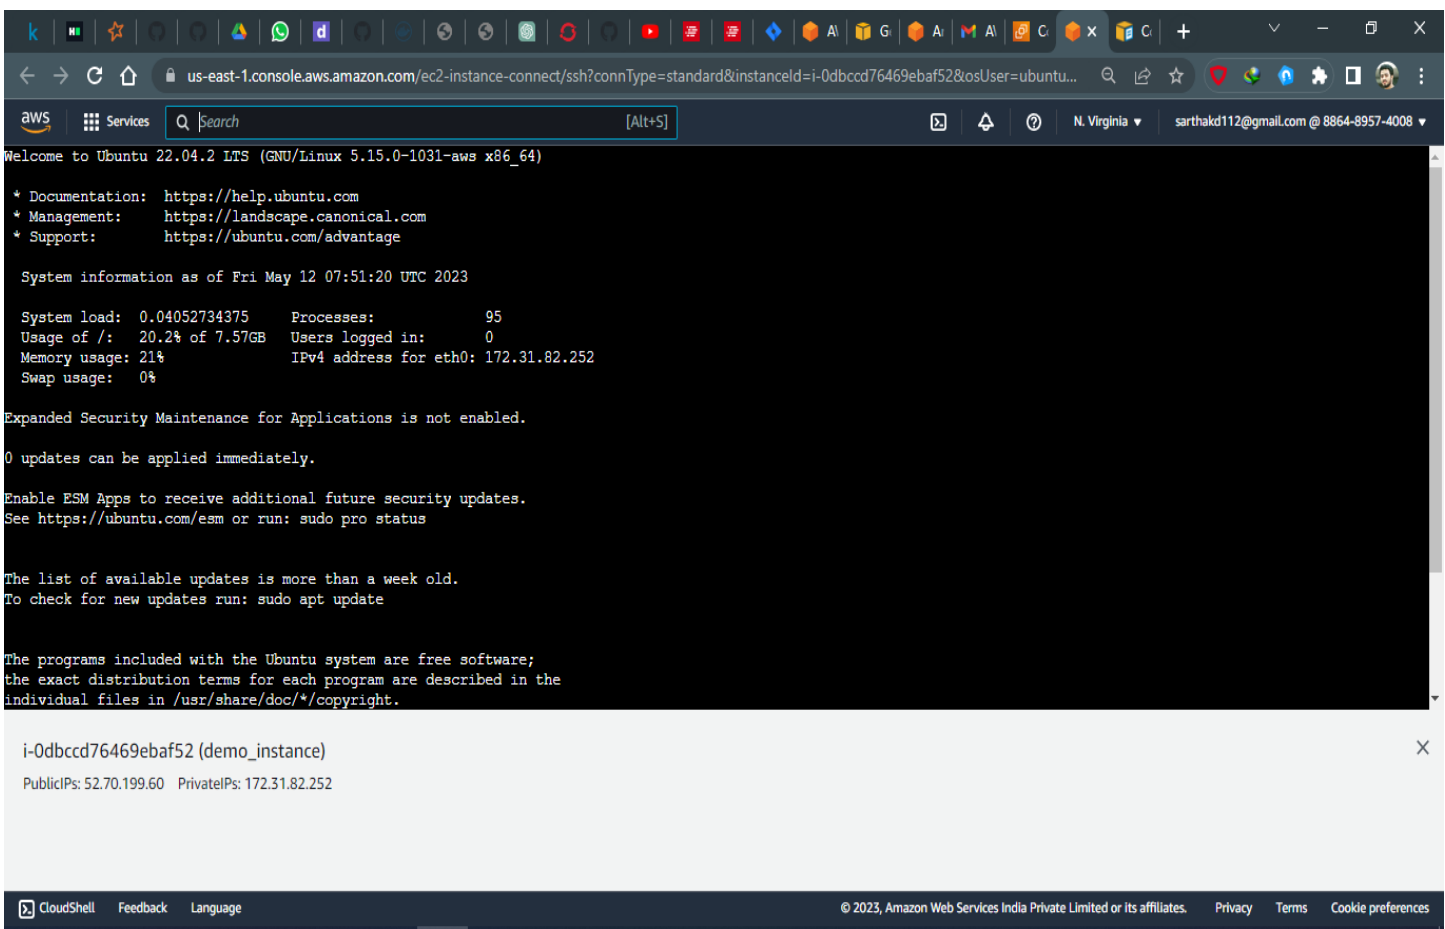 us-east-1.console.aws.amazon.com/ec2-instance-connect/ssh?connType=standard&instanceId=i-0dbccd76469ebaf52&osUser=ubuntu...
aws Services Search [Alt+S] N. Virginia sarthakd112@gmail.com @ 8864-8957-4008
Welcome to Ubuntu 22.04.2 LTS (GNU/Linux 5.15.0-1031-aws x86_64)
* Documentation: https://help.ubuntu.com
* Management: https://landscape.canonical.com
* Support: https://ubuntu.com/advantage
System information as of Fri May 12 07:51:20 UTC 2023
System load: 0.04052734375 Processes: 95
Usage of /: 20.2% of 7.57GB Users logged in: 0
Memory usage: 21% IPv4 address for eth0: 172.31.82.252
Swap usage: 0%
Expanded Security Maintenance for Applications is not enabled.
0 updates can be applied immediately.
Enable ESM Apps to receive additional future security updates.
See https://ubuntu.com/esm or run: sudo pro status
The list of available updates is more than a week old.
To check for new updates run: sudo apt update
The programs included with the Ubuntu system are free software;
the exact distribution terms for each program are described in the
individual files in /usr/share/doc/*/copyright.
i-0dbccd76469ebaf52 (demo_instance)
PublicIPs: 52.70.199.60 PrivateIPs: 172.31.82.252
CloudShell Feedback Language © 2023, Amazon Web Services India Private Limited or its affiliates. Privacy Terms Cookie preferences